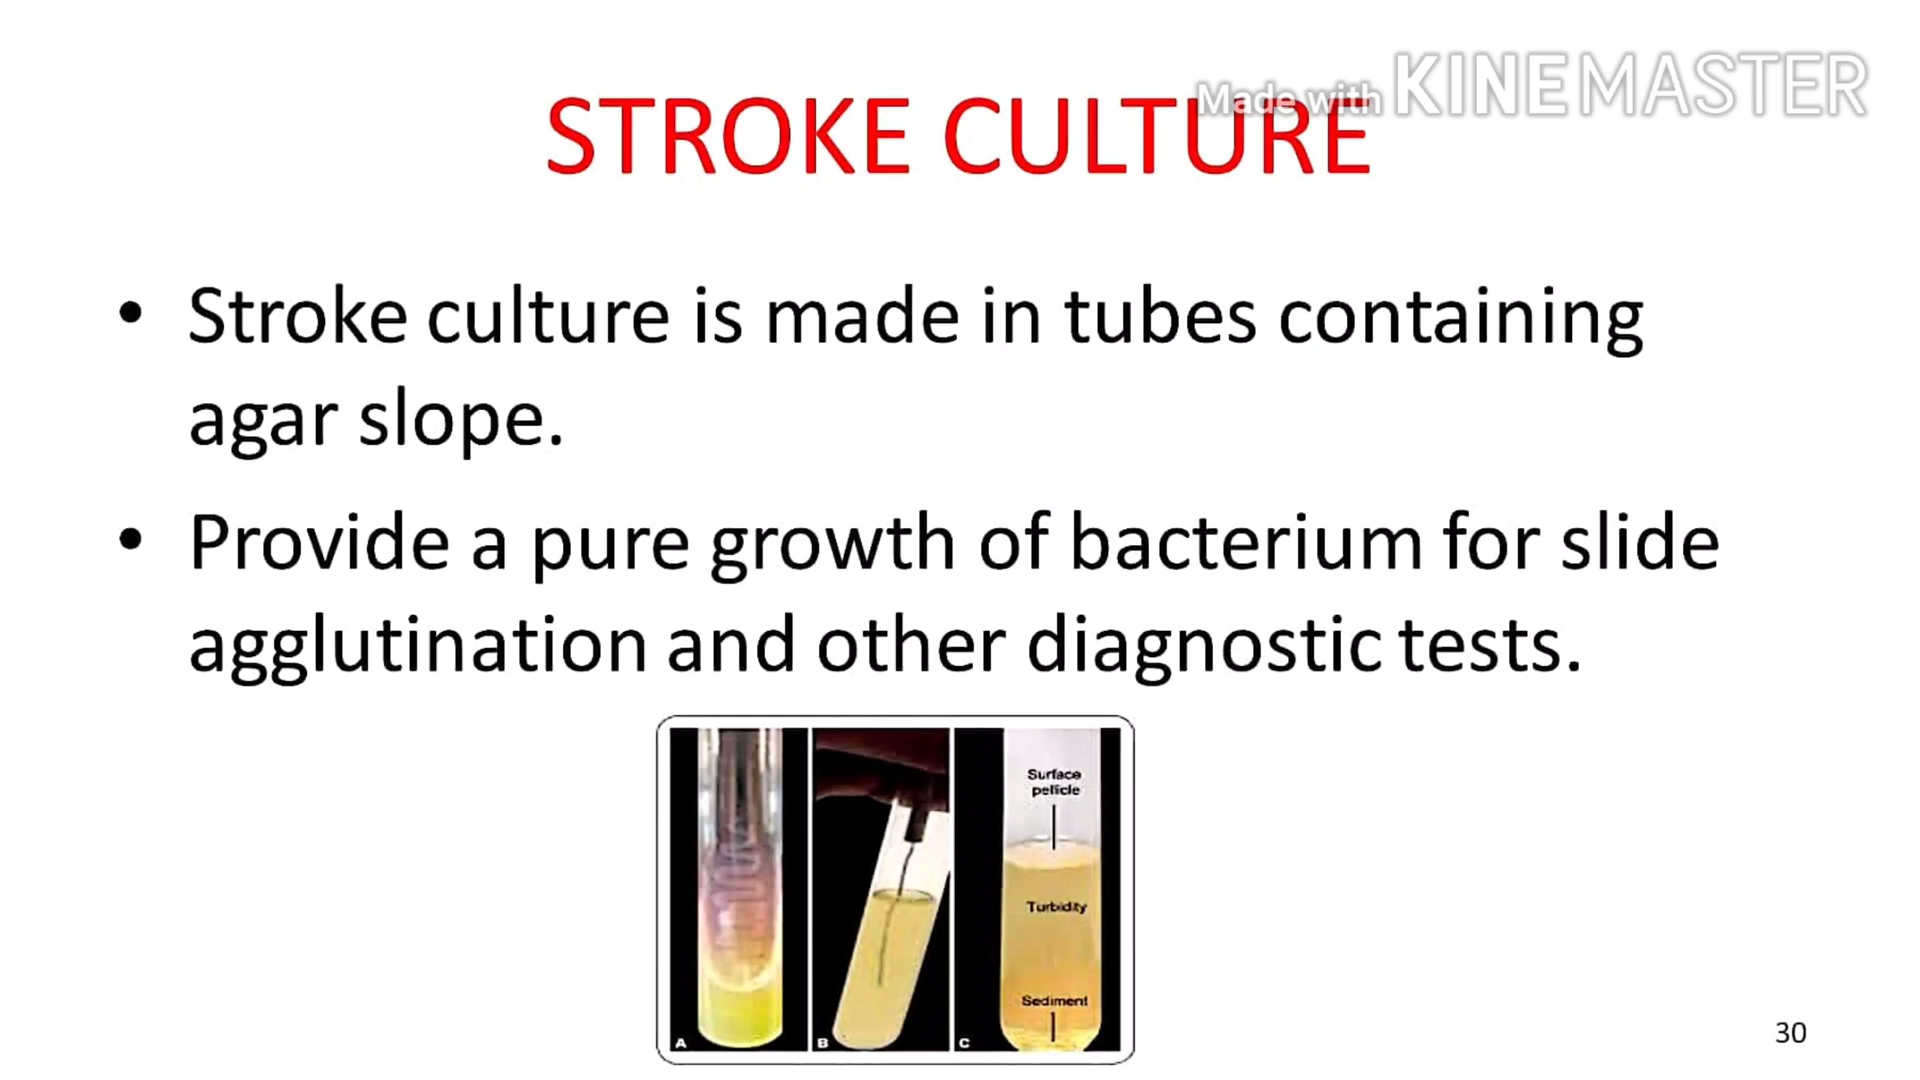 Made with KINEMASTER
STROKE CULTURE
• Stroke culture is made in tubes containing
agar slope.
• Provide a pure growth of bacterium for slide
agglutination and other diagnostic tests.
Surface
pellicle
Turbidity
Sediment
A
B
C
30